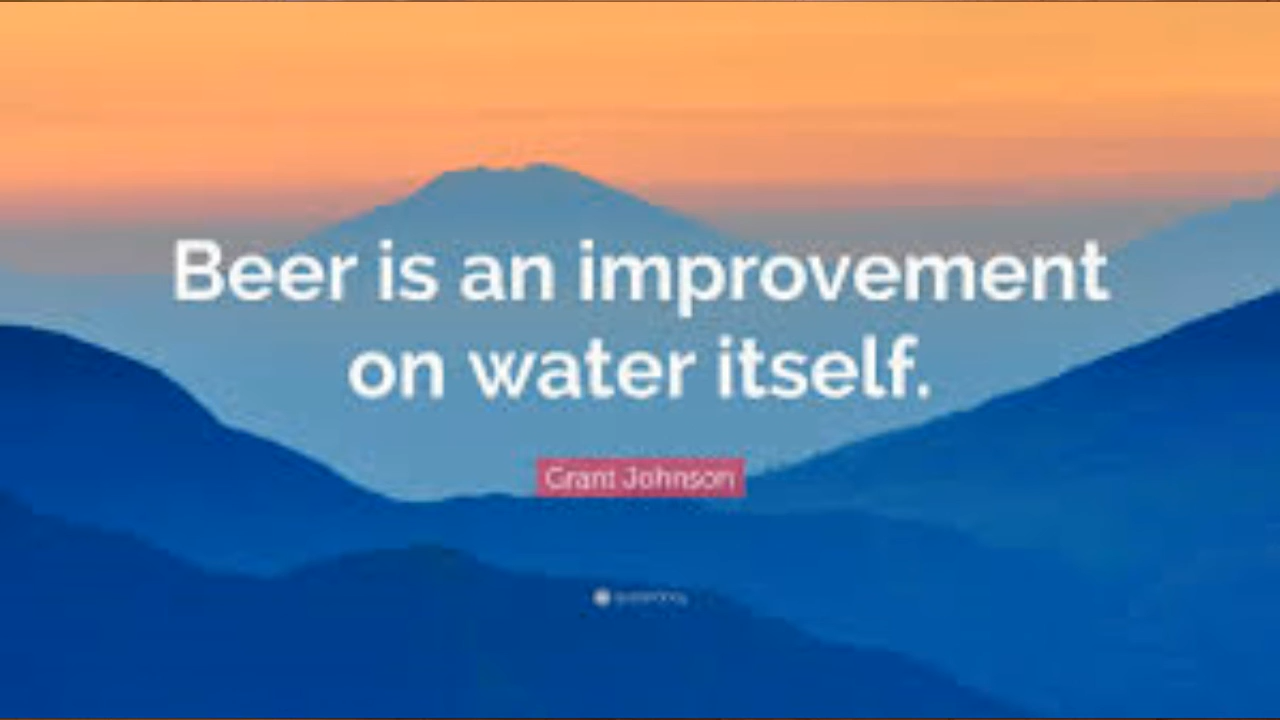 Beer is an improvement
on water itself.
Grant Johnson